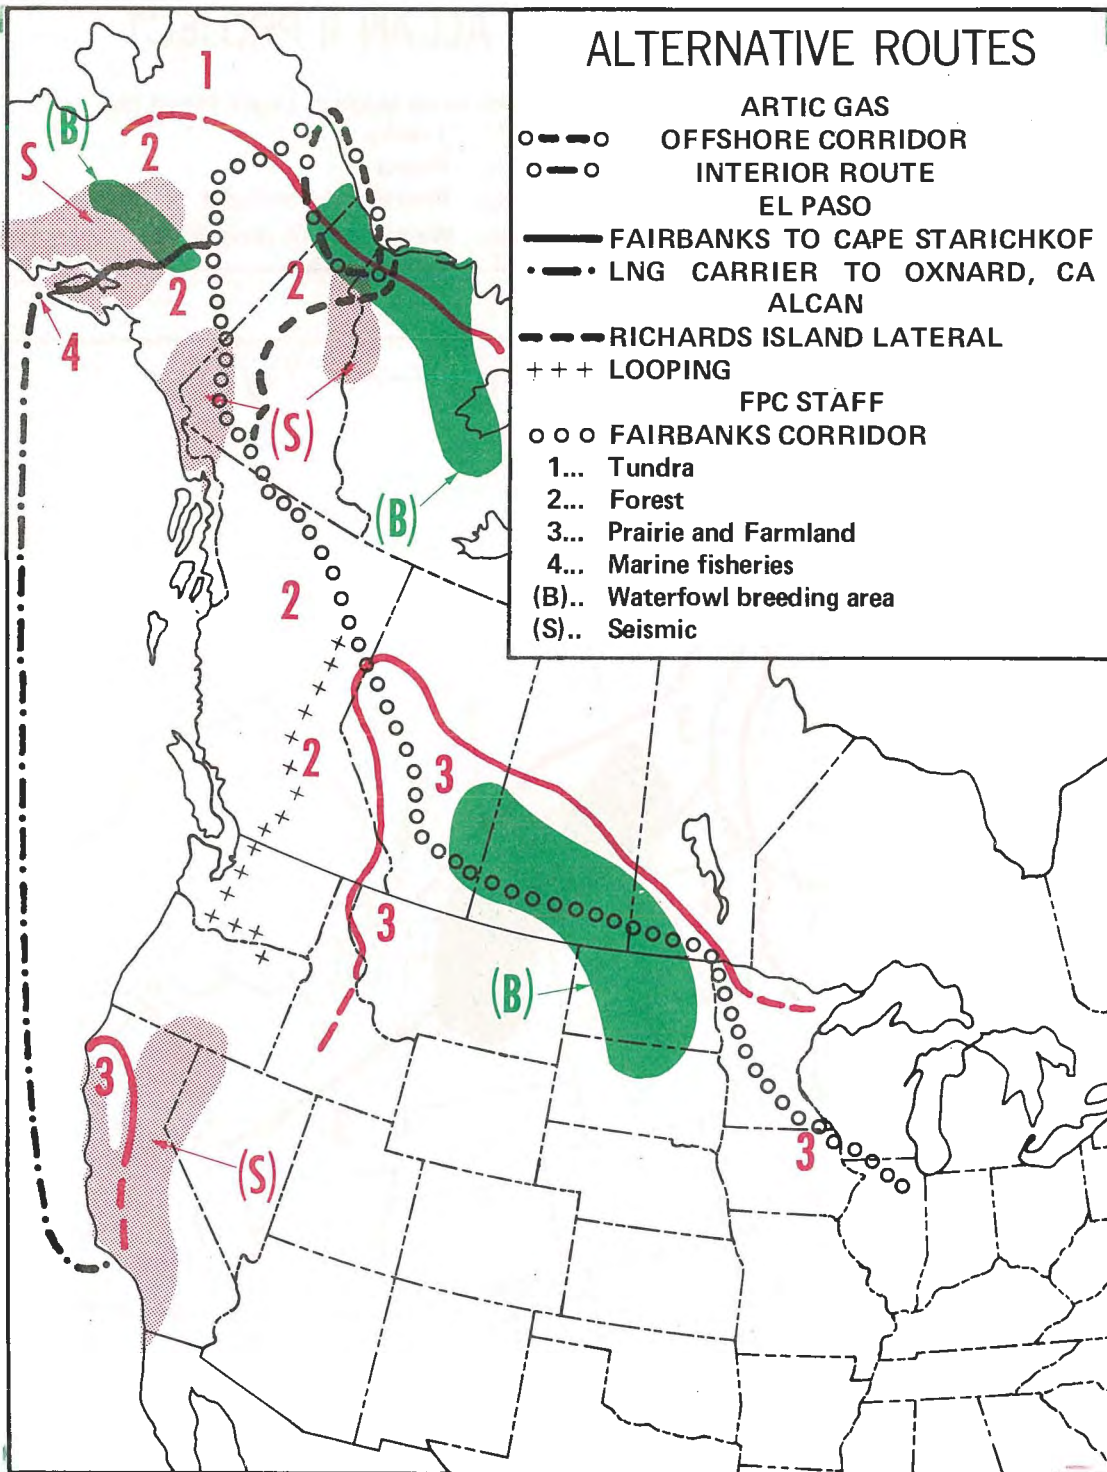 ALTERNATIVE ROUTES
ARTIC GAS
OFFSHORE CORRIDOR
INTERIOR ROUTE
EL PASO
FAIRBANKS TO CAPE STARICHKOF
LNG CARRIER TO OXNARD, CA
ALCAN
RICHARDS ISLAND LATERAL
+ + + LOOPING
FPC STAFF
o o o FAIRBANKS CORRIDOR
1... Tundra
2... Forest
3... Prairie and Farmland
4... Marine fisheries
(B).. Waterfowl breeding area
(S).. Seismic
1
(B)
2
S
2
2
4
(S)
(B)
2
2
3
3
(B)
3
(S)
3